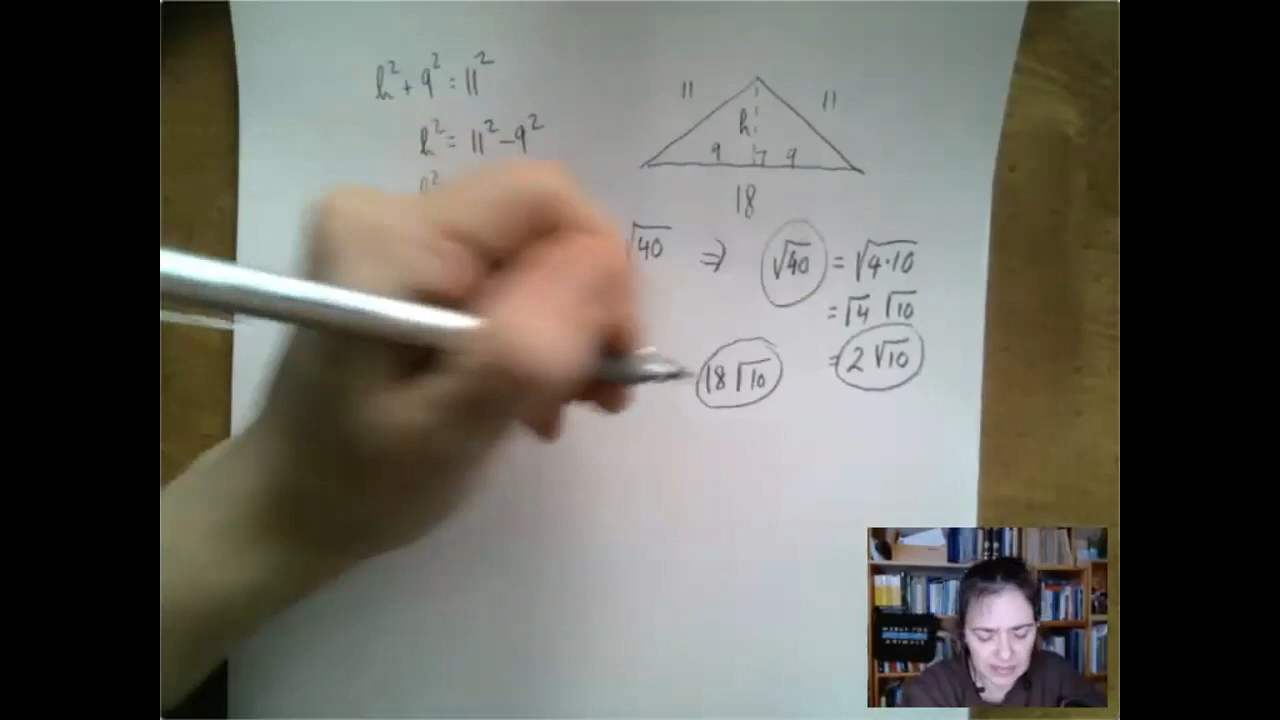 h² + 9² = 11²
h² = 11² - 9²
11
11
h
9
9
18
√40 ⇒ √40 = √4·10
= √4 √10
= 2 √10
18 √10